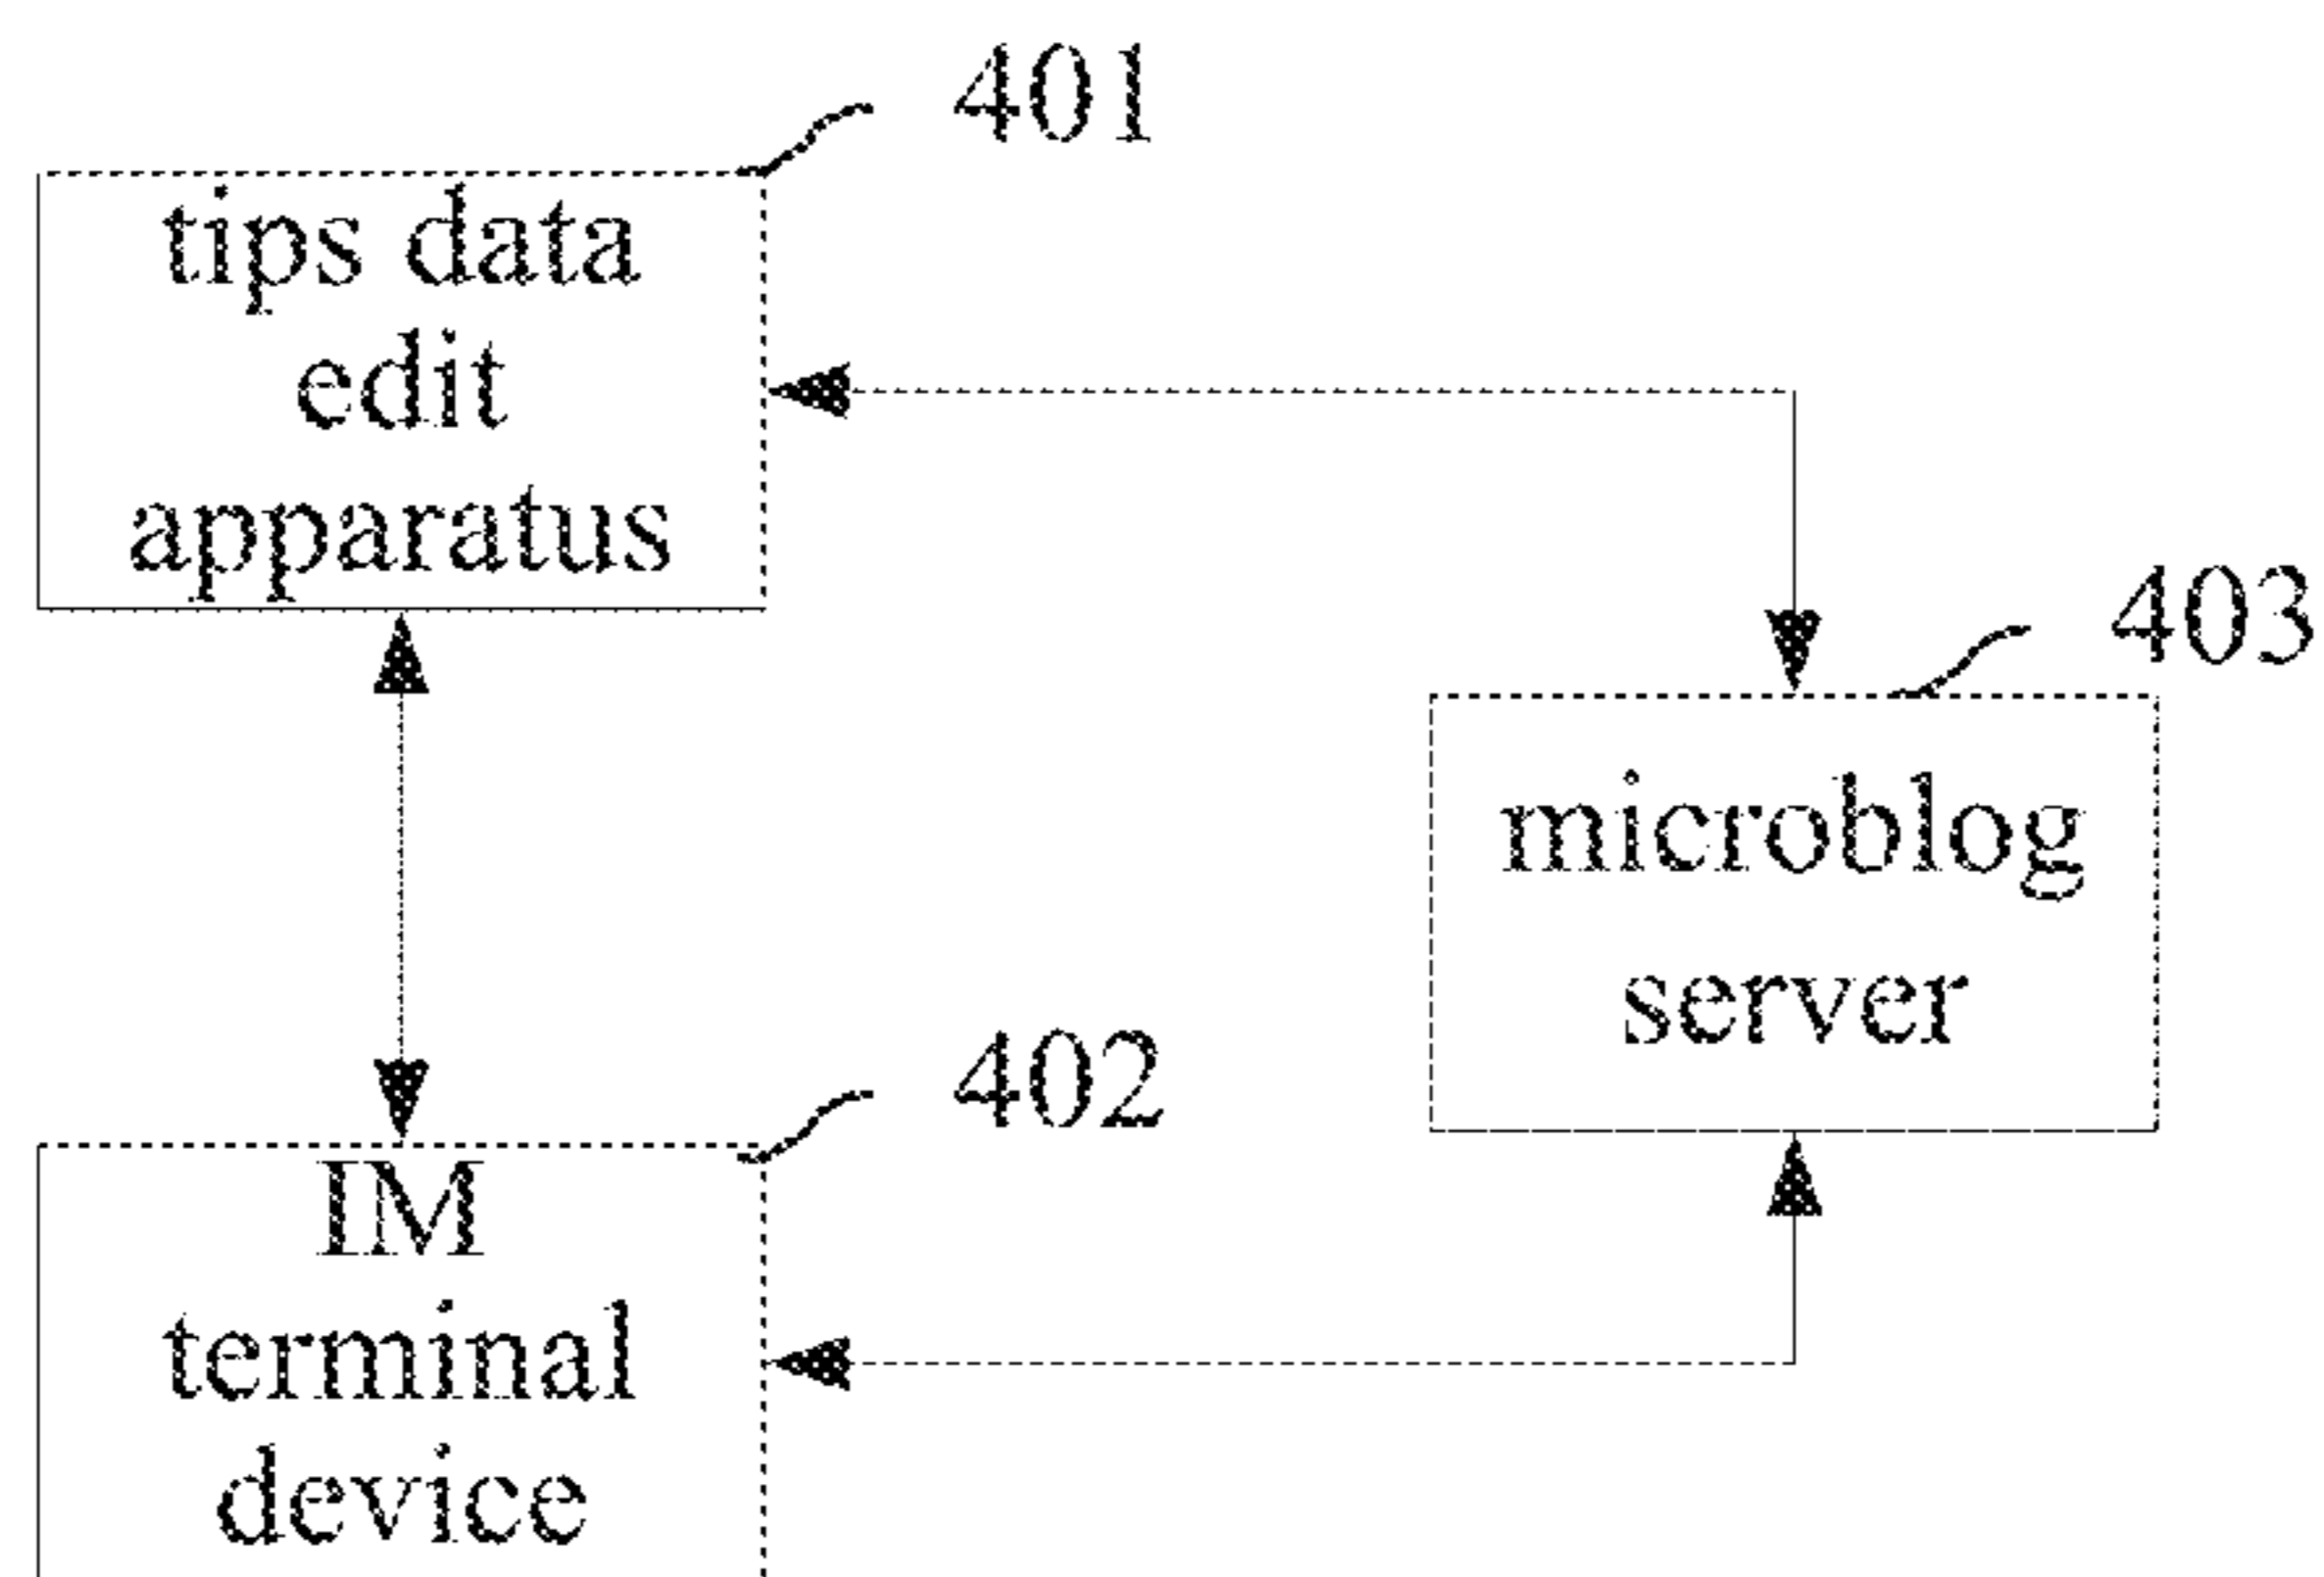 401
tips data
edit
apparatus
403
microblog
server
402
IM
terminal
device